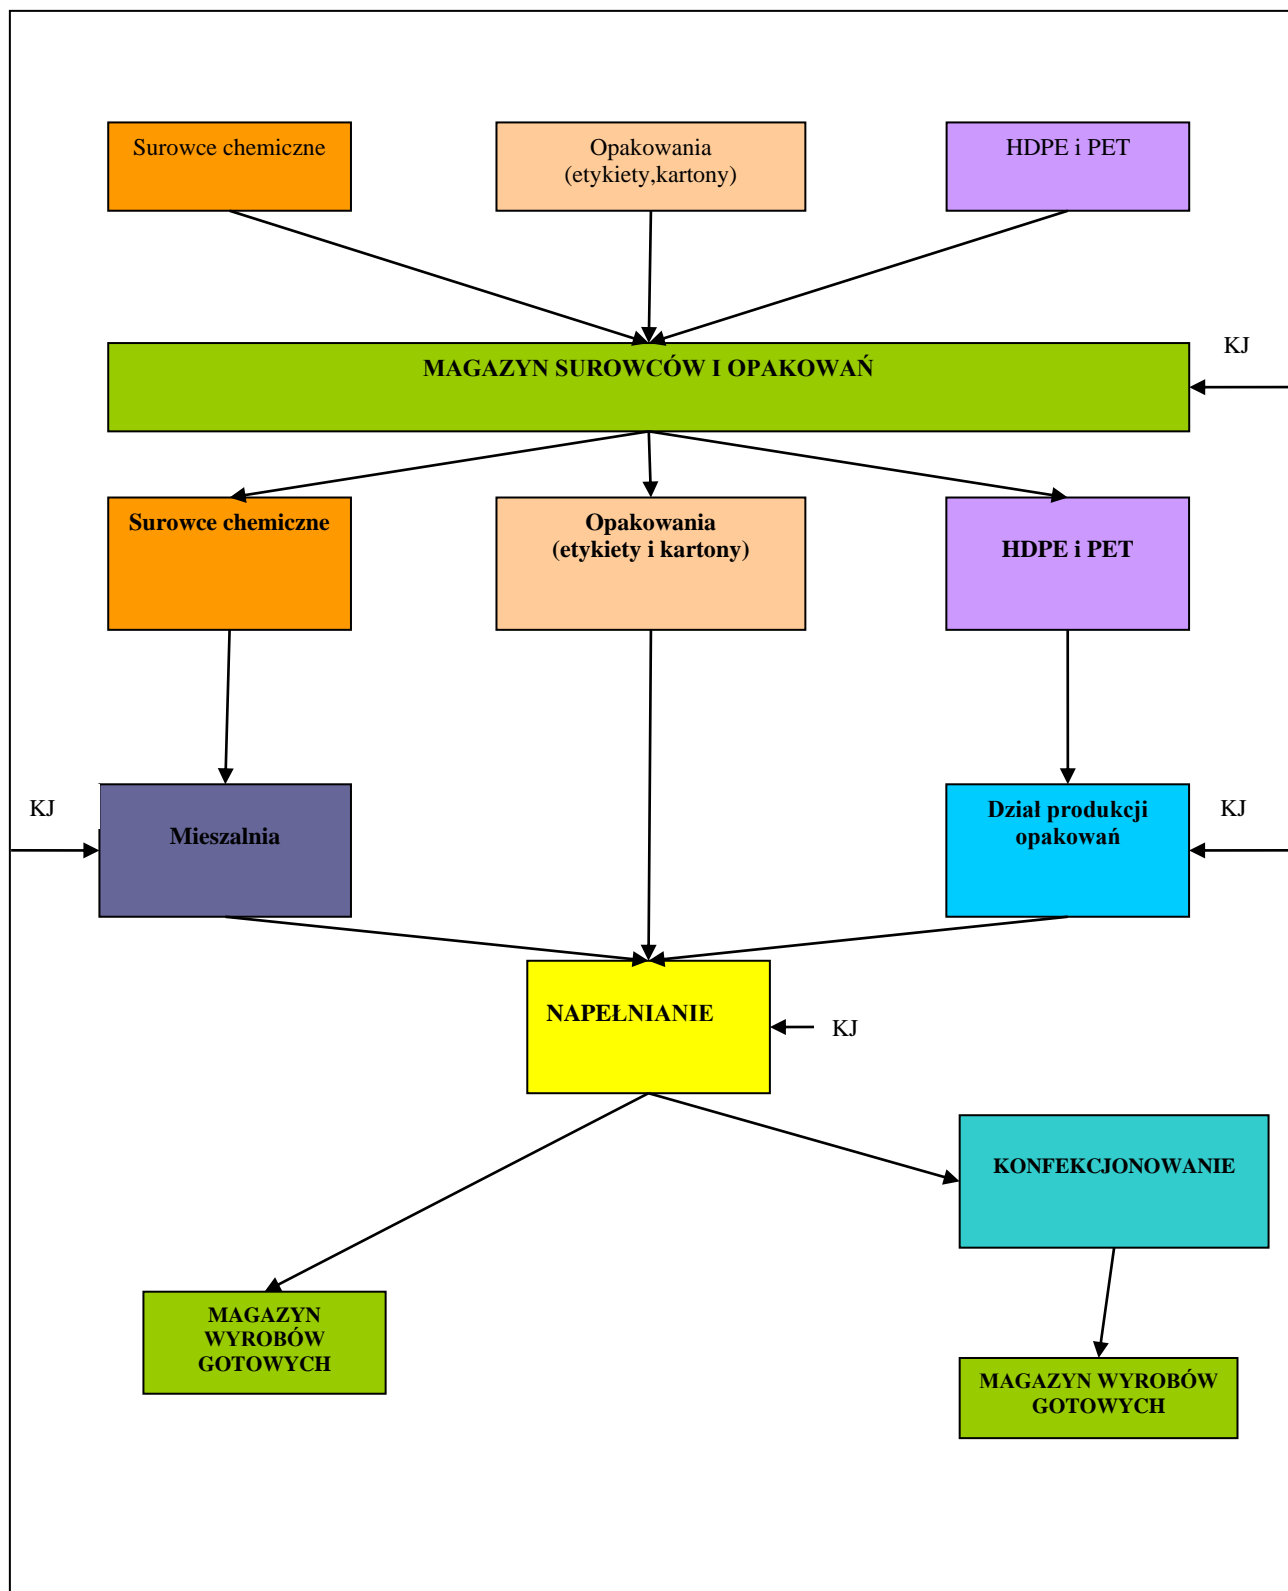 Surowce chemiczne
Opakowania
(etykiety,kartony)
HDPE i PET
KJ
MAGAZYN SUROWCÓW I OPAKOWAŃ
Surowce chemiczne
Opakowania
(etykiety i kartony)
HDPE i PET
KJ
Mieszalnia
Dział produkcji
opakowań
KJ
NAPEŁNIANIE
KJ
KONFEKCJONOWANIE
MAGAZYN
WYROBÓW
GOTOWYCH
MAGAZYN WYROBÓW
GOTOWYCH